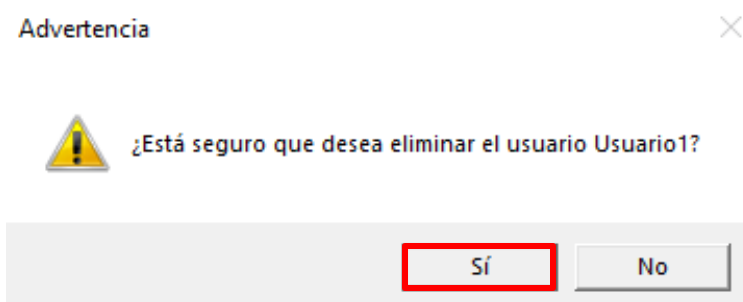 Advertencia
¿Está seguro que desea eliminar el usuario Usuario1?
Sí
No